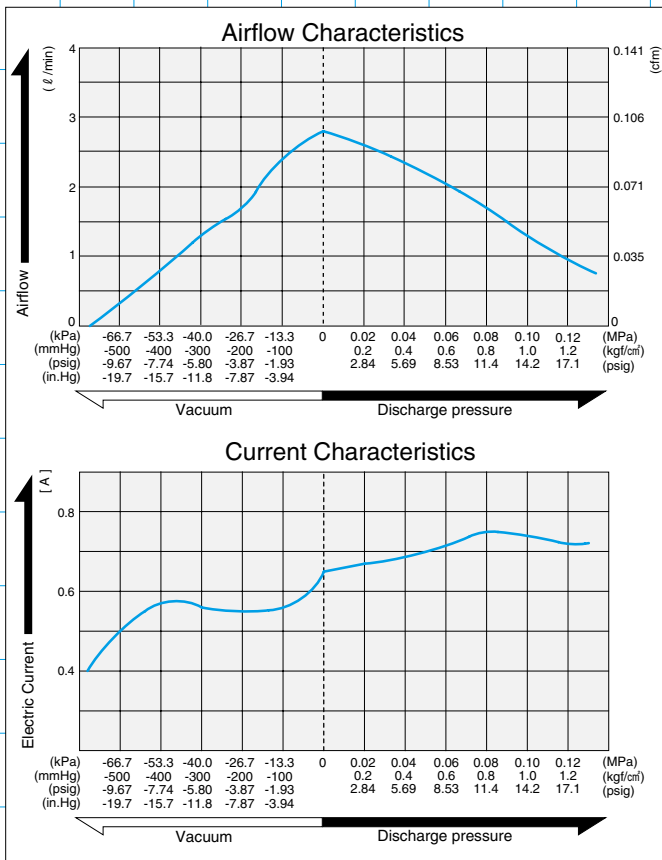 Airflow Characteristics
(ℓ/min)
(cfm)
4 0.141
3 0.106
2 0.071
1 0.035
0 0
Airflow
(kPa) -66.7 -53.3 -40.0 -26.7 -13.3 0 0.02 0.04 0.06 0.08 0.10 0.12 (MPa)
(mmHg) -500 -400 -300 -200 -100 0.2 0.4 0.6 0.8 1.0 1.2 (kgf/cm²)
(psig) -9.67 -7.74 -5.80 -3.87 -1.93 2.84 5.69 8.53 11.4 14.2 17.1 (psig)
(in.Hg) -19.7 -15.7 -11.8 -7.87 -3.94
Vacuum Discharge pressure
Current Characteristics
[ A ]
0.8
0.6
0.4
Electric Current
(kPa) -66.7 -53.3 -40.0 -26.7 -13.3 0 0.02 0.04 0.06 0.08 0.10 0.12 (MPa)
(mmHg) -500 -400 -300 -200 -100 0.2 0.4 0.6 0.8 1.0 1.2 (kgf/cm²)
(psig) -9.67 -7.74 -5.80 -3.87 -1.93 2.84 5.69 8.53 11.4 14.2 17.1 (psig)
(in.Hg) -19.7 -15.7 -11.8 -7.87 -3.94
Vacuum Discharge pressure